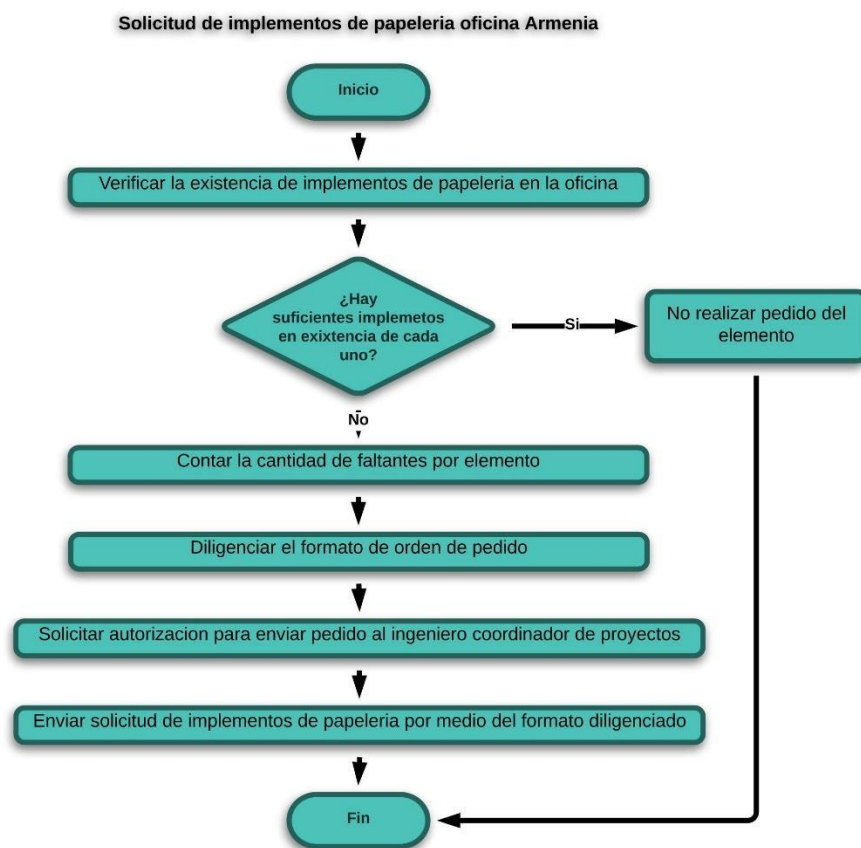 Solicitud de implementos de papeleria oficina Armenia
Inicio
Verificar la existencia de implementos de papeleria en la oficina
¿Hay
suficientes implemetos
en exixtencia de cada
uno?
Si
No realizar pedido del
elemento
No
Contar la cantidad de faltantes por elemento
Diligenciar el formato de orden de pedido
Solicitar autorizacion para enviar pedido al ingeniero coordinador de proyectos
Enviar solicitud de implementos de papeleria por medio del formato diligenciado
Fin